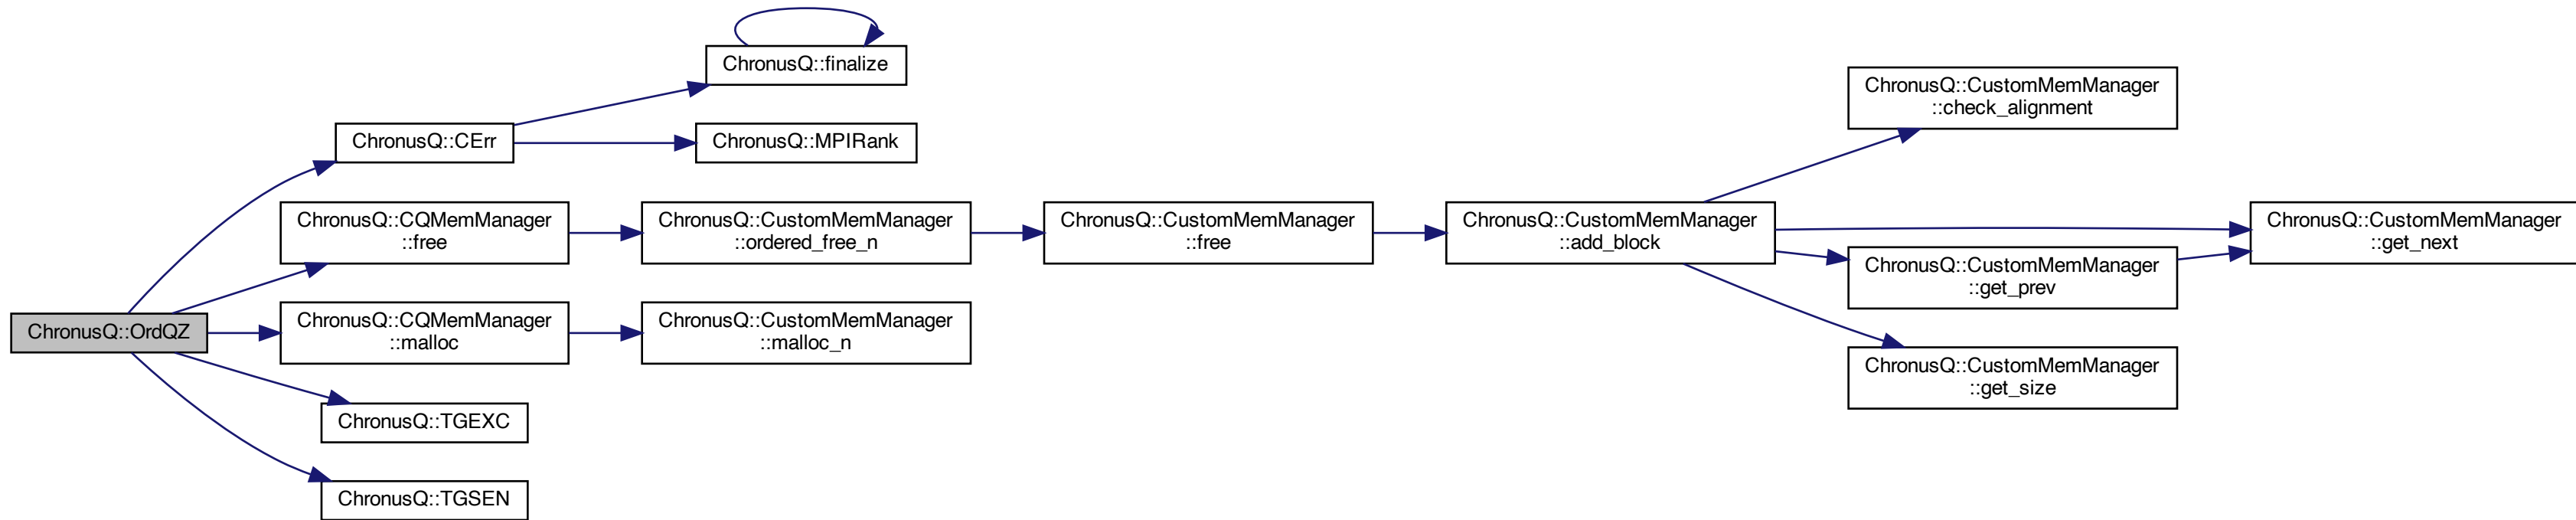 ChronusQ::OrdQZ
ChronusQ::CErr
ChronusQ::finalize
ChronusQ::MPIRank
ChronusQ::CQMemManager
::free
ChronusQ::CustomMemManager
::ordered_free_n
ChronusQ::CustomMemManager
::free
ChronusQ::CustomMemManager
::add_block
ChronusQ::CustomMemManager
::check_alignment
ChronusQ::CustomMemManager
::get_next
ChronusQ::CustomMemManager
::get_prev
ChronusQ::CustomMemManager
::get_size
ChronusQ::CQMemManager
::malloc
ChronusQ::CustomMemManager
::malloc_n
ChronusQ::TGEXC
ChronusQ::TGSEN